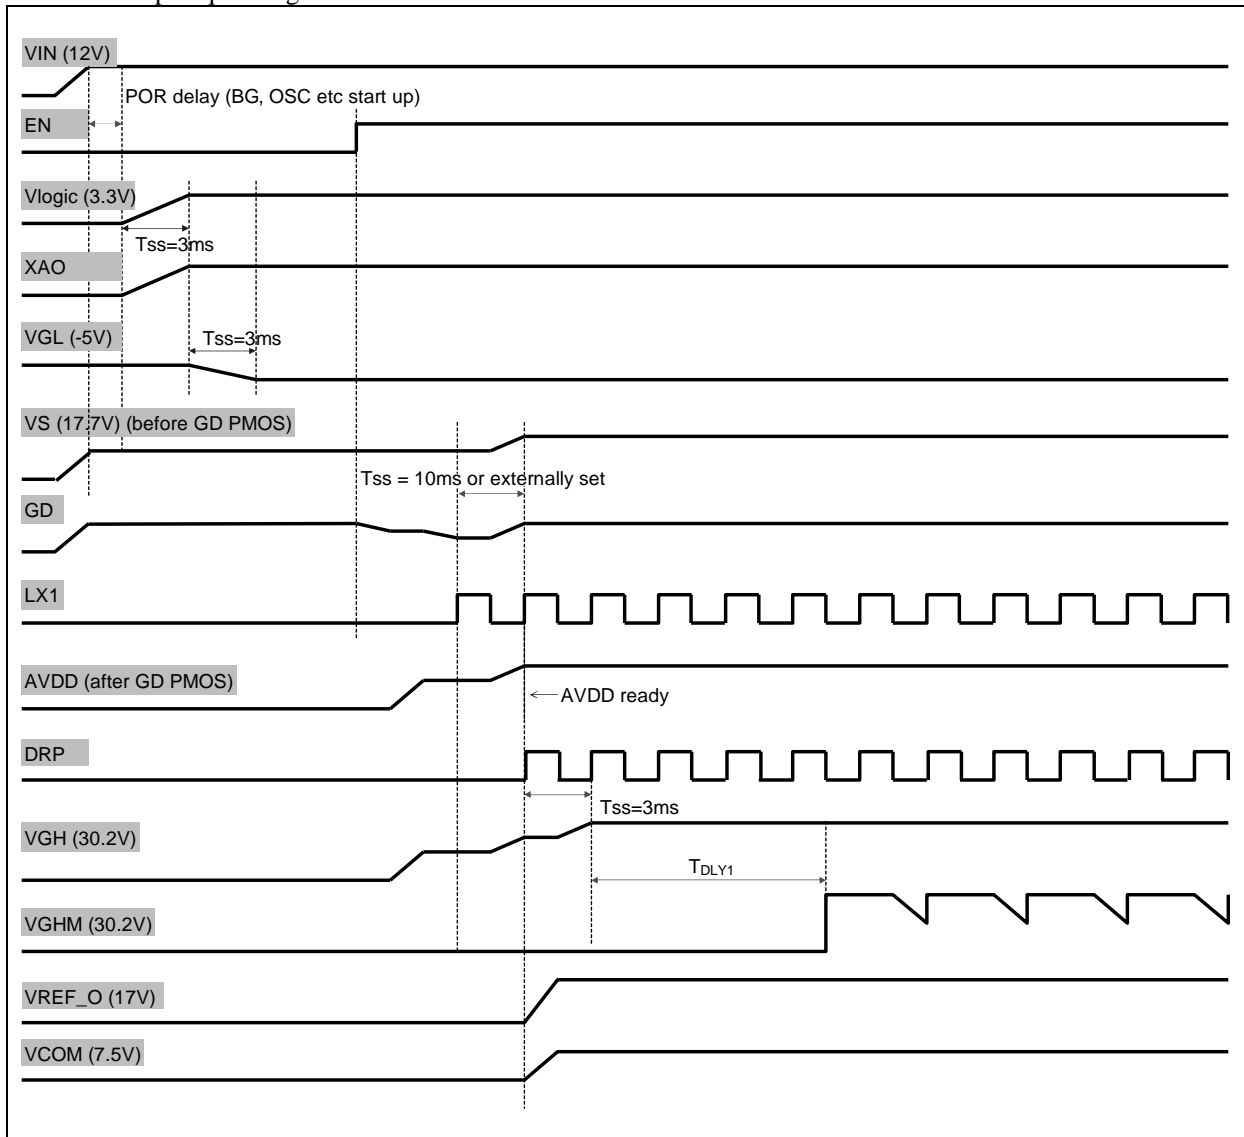 VIN (12V)
POR delay (BG, OSC etc start up)
EN
Vlogic (3.3V)
Tss=3ms
XAO
VGL (-5V)
Tss=3ms
VS (17.7V) (before GD PMOS)
Tss = 10ms or externally set
GD
LX1
AVDD (after GD PMOS)
AVDD ready
DRP
Tss=3ms
VGH (30.2V)
TDLY1
VGHM (30.2V)
VREF_O (17V)
VCOM (7.5V)